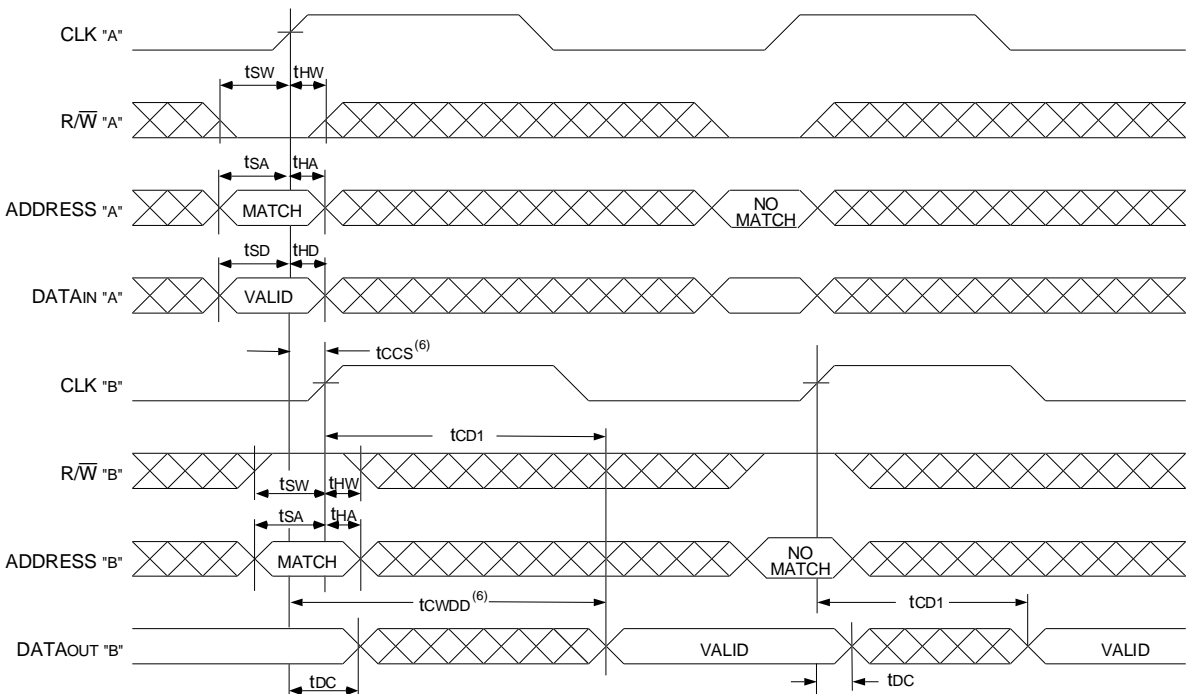 CLK "A"
tSW tHW
R/W̅ "A"
tSA tHA
ADDRESS "A" MATCH NO MATCH
tSD tHD
DATAIN "A" VALID
tCCS(6)
CLK "B"
tCD1
R/W̅ "B"
tSW tHW
tSA tHA
ADDRESS "B" MATCH NO MATCH
tCWDD(6) tCD1
DATAOUT "B" VALID VALID
tDC tDC